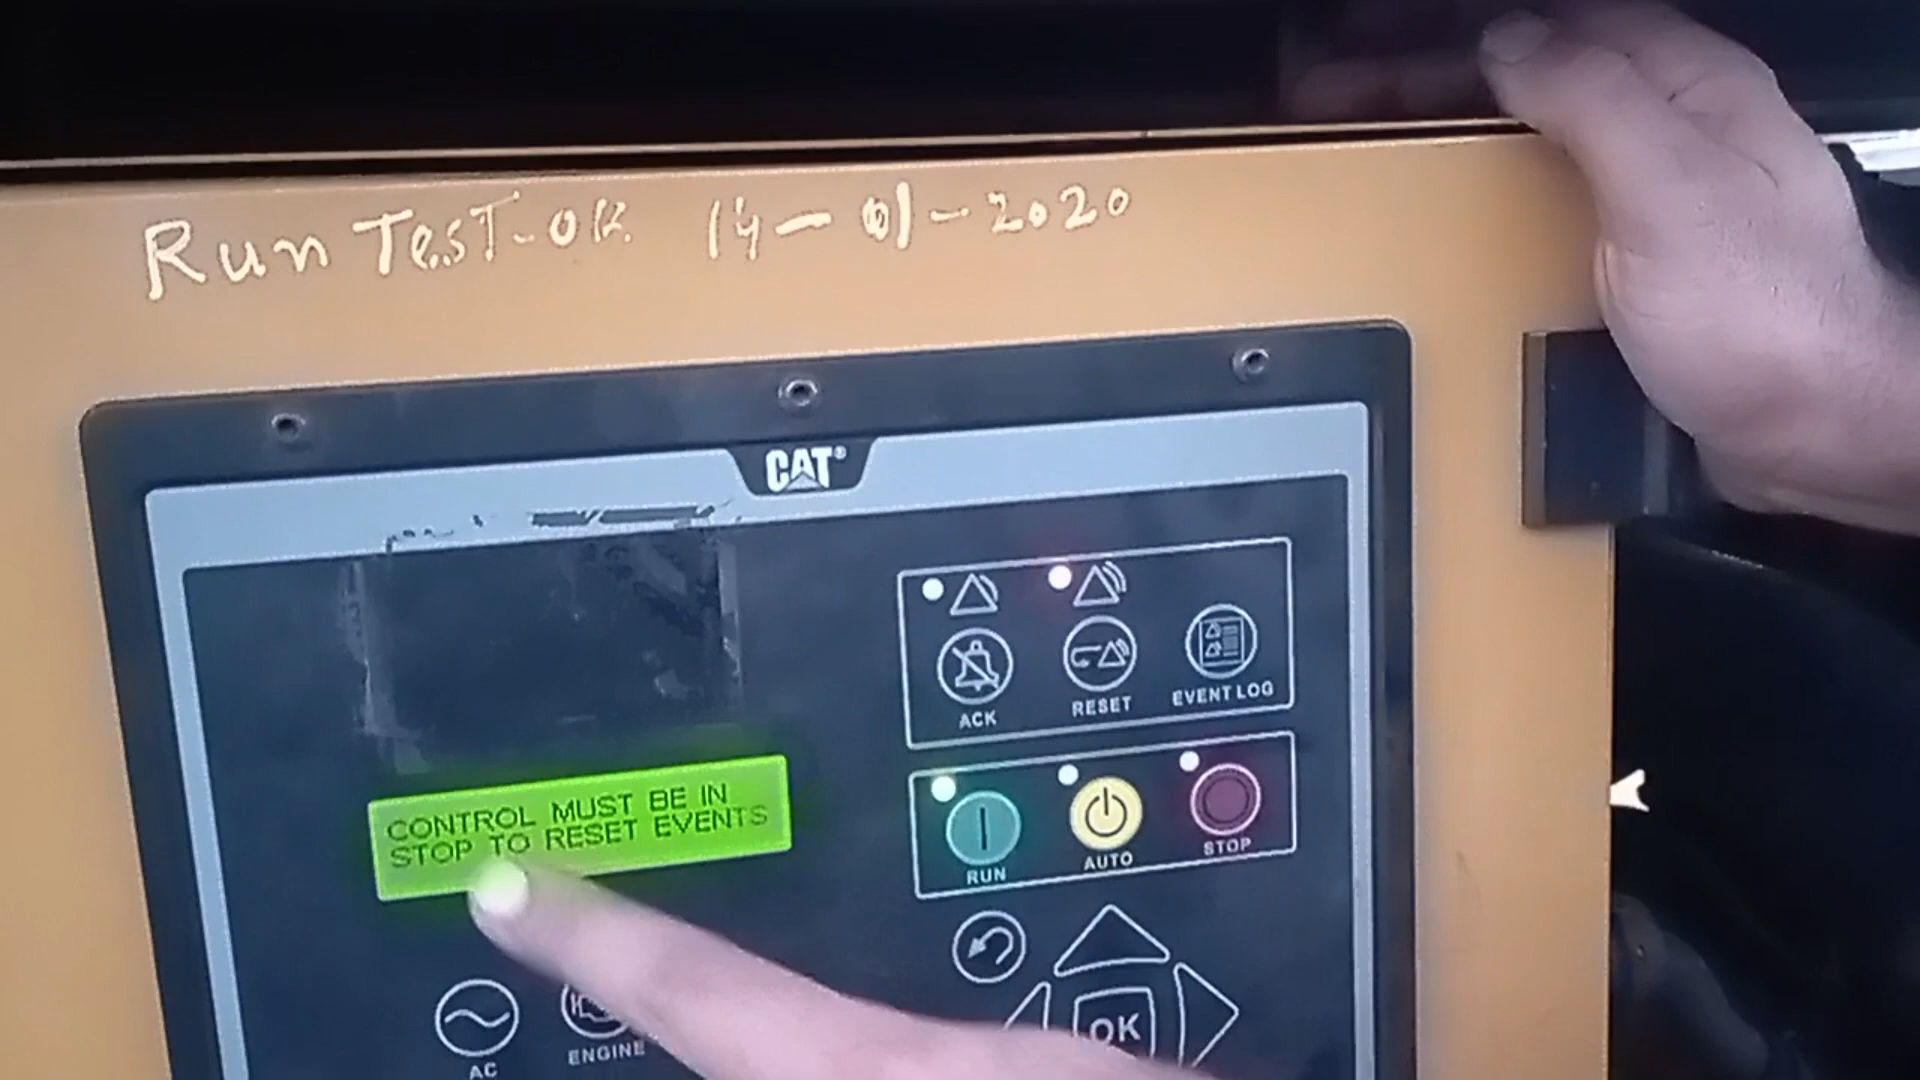 Run Test-OK 14-01-2020
CAT®
ACK
RESET
EVENT LOG
CONTROL MUST BE IN
STOP TO RESET EVENTS
RUN
AUTO
STOP
OK
AC
ENGINE